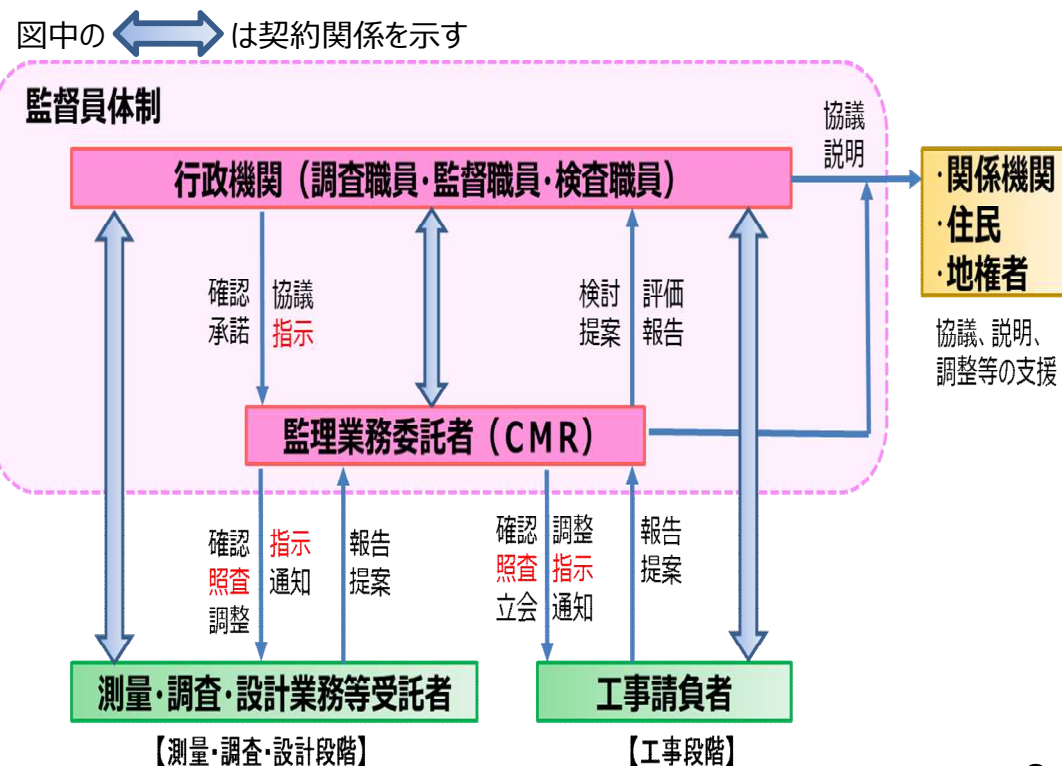 図中の は契約関係を示す
監督員体制
行政機関（調査職員･監督職員･検査職員）
協議
説明
･関係機関
･住民
･地権者
協議、説明、
調整等の支援
確認 協議
承諾 指示
検討 評価
提案 報告
監理業務委託者（ＣＭＲ）
確認 指示
照査 通知
調整
報告
提案
確認 調整
照査 指示
立会 通知
報告
提案
測量･調査･設計業務等受託者
工事請負者
【測量･調査･設計段階】
【工事段階】